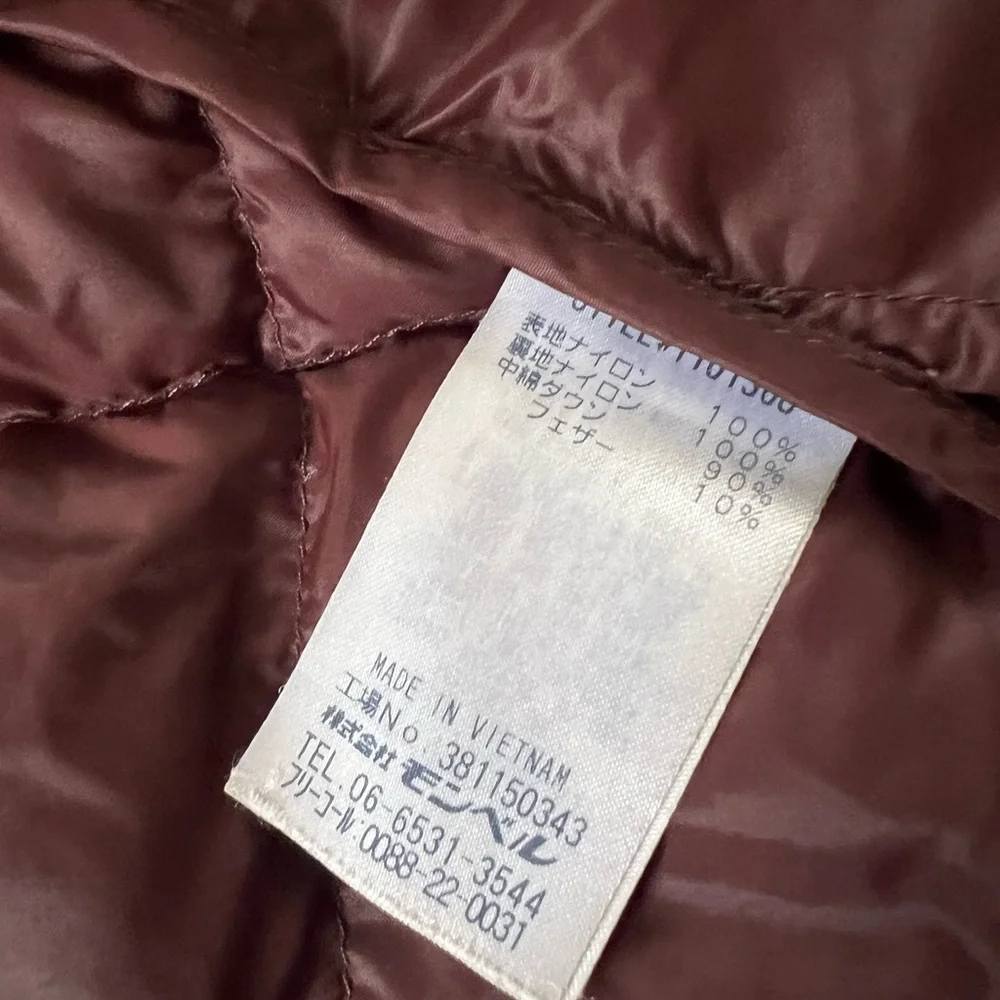 STYLE#1101300
表地ナイロン 100%
裏地ナイロン 100%
中綿ダウン 90%
フェザー 10%
MADE IN VIETNAM
工場No. 381150343
株式会社 モンベル
TEL.06-6531-3544
フリーコール:0088-22-0031